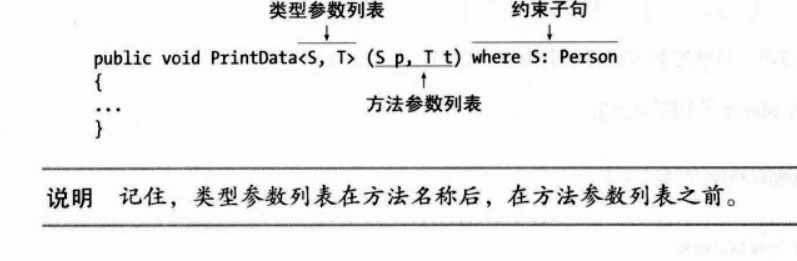 类型参数列表 约束子句
public void PrintData<S, T> (S p, T t) where S: Person
{
方法参数列表
...
}
说明 记住，类型参数列表在方法名称后，在方法参数列表之前。